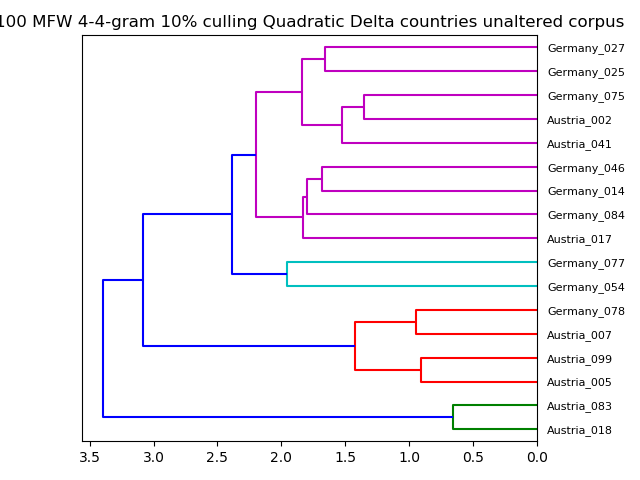 100 MFW 4-4-gram 10% culling Quadratic Delta countries unaltered corpus
Germany_027
Germany_025
Germany_075
Austria_002
Austria_041
Germany_046
Germany_014
Germany_084
Austria_017
Germany_077
Germany_054
Germany_078
Austria_007
Austria_099
Austria_005
Austria_083
Austria_018
3.5 3.0 2.5 2.0 1.5 1.0 0.5 0.0